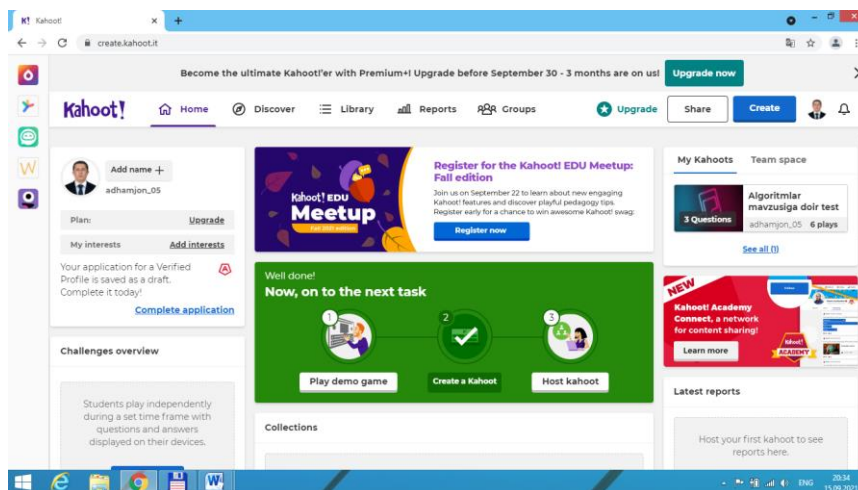 K! Kahoot!
create.kahoot.it
Become the ultimate Kahoot!'er with Premium+! Upgrade before September 30 - 3 months are on us!
Upgrade now
Kahoot!
Home
Discover
Library
Reports
Groups
Upgrade
Share
Create
Add name +
adhamjon_05
Plan:
Upgrade
My interests
Add interests
Your application for a Verified
Profile is saved as a draft.
Complete it today!
Complete application
Challenges overview
Students play independently
during a set time frame with
questions and answers
displayed on their devices.
Kahoot! EDU
Meetup
Fall 2021 edition
Register for the Kahoot! EDU Meetup:
Fall edition
Join us on September 22 to learn about new engaging
Kahoot! features and discover playful pedagogy tips.
Register early for a chance to win awesome Kahoot! swag:
Register now
Well done!
Now, on to the next task
1
2
3
Play demo game
Create a Kahoot
Host kahoot
Collections
My Kahoots
Team space
3 Questions
Algoritmlar
mavzusiga doir test
adhamjon_05
6 plays
See all (1)
NEW
Kahoot! Academy
Connect, a network
for content sharing!
Learn more
Kahoot!
ACADEMY
Latest reports
Host your first kahoot to see
reports here.
W
ENG
20:34
15.09.2021